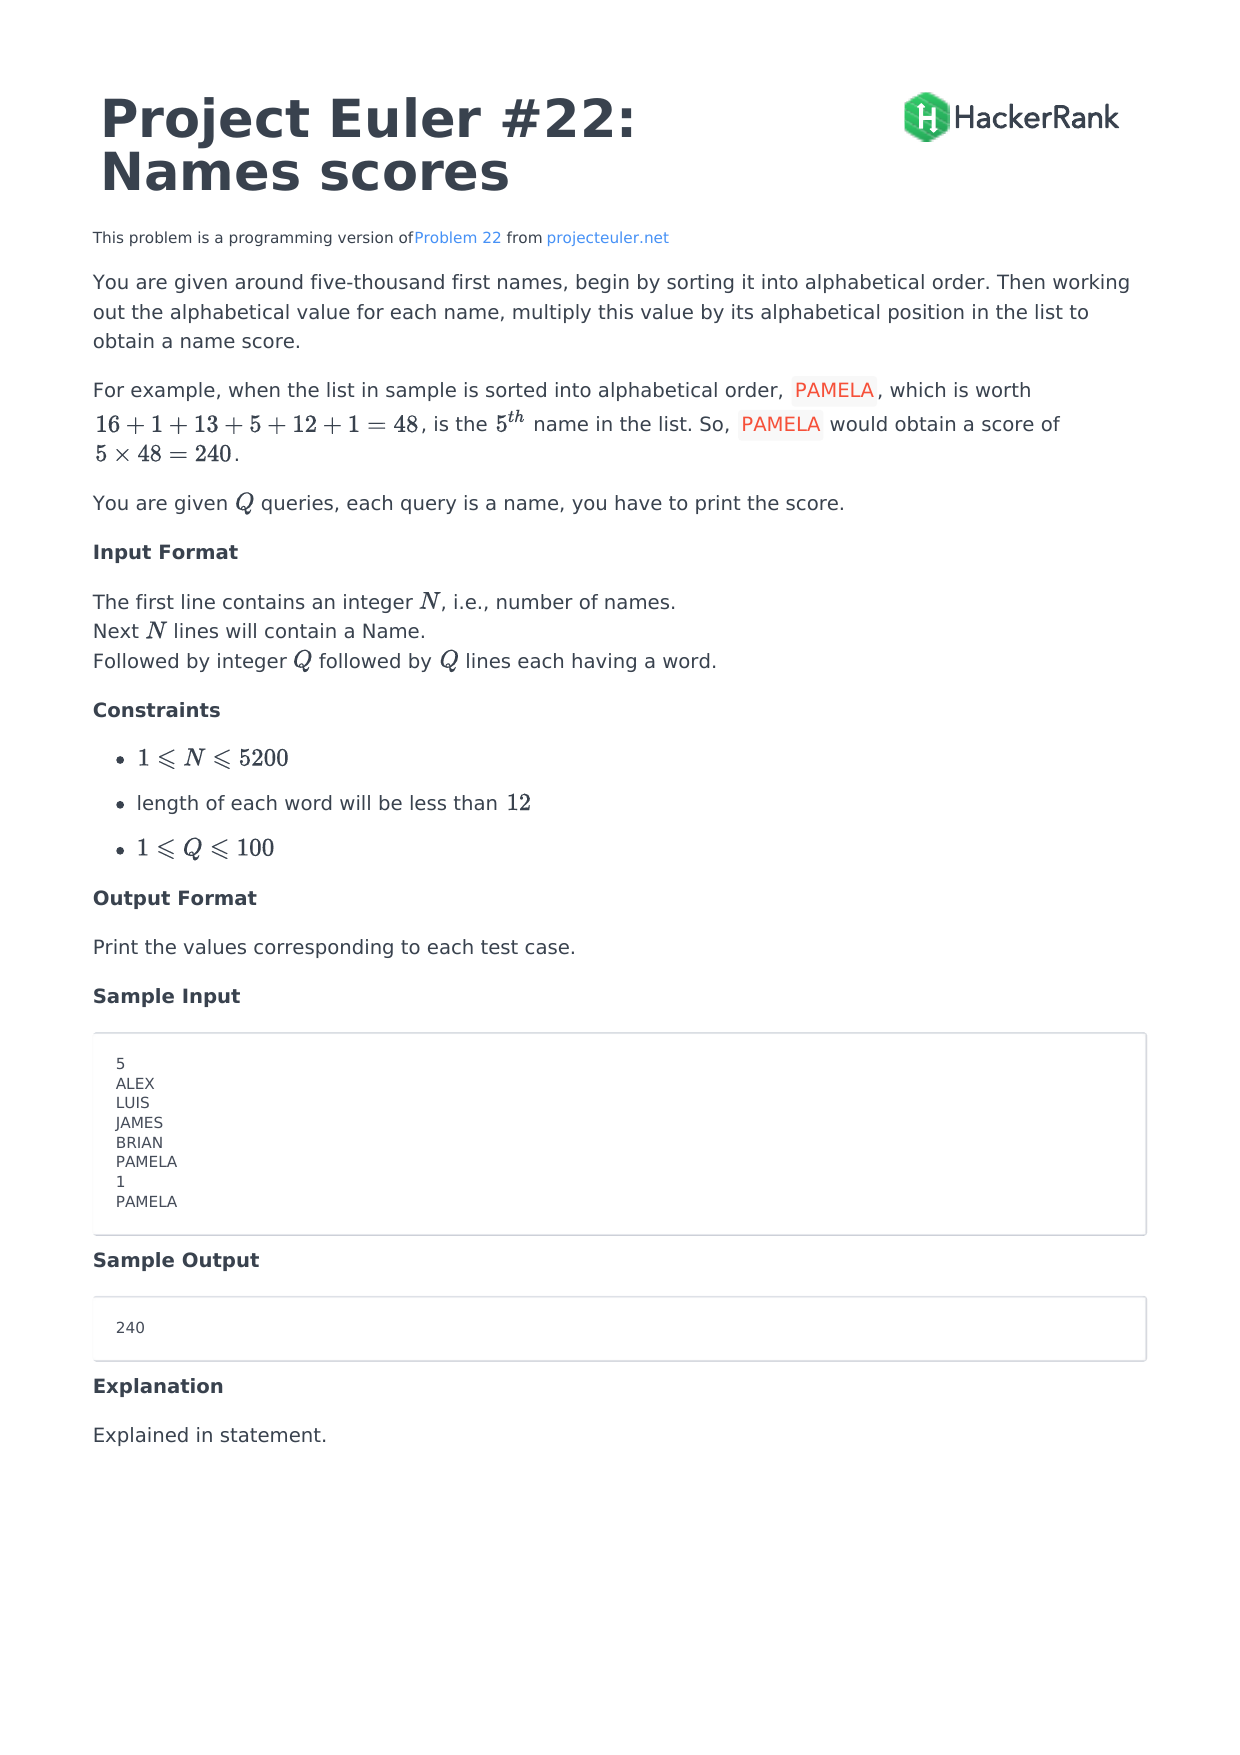 Project Euler #22:
Names scores
HackerRank
This problem is a programming version ofProblem 22 from projecteuler.net
You are given around five-thousand first names, begin by sorting it into alphabetical order. Then working
out the alphabetical value for each name, multiply this value by its alphabetical position in the list to
obtain a name score.
For example, when the list in sample is sorted into alphabetical order, PAMELA, which is worth
16 + 1 + 13 + 5 + 12 + 1 = 48, is the 5th name in the list. So, PAMELA would obtain a score of
5 × 48 = 240.
You are given Q queries, each query is a name, you have to print the score.
Input Format
The first line contains an integer N, i.e., number of names.
Next N lines will contain a Name.
Followed by integer Q followed by Q lines each having a word.
Constraints
• 1 ⩽ N ⩽ 5200
• length of each word will be less than 12
• 1 ⩽ Q ⩽ 100
Output Format
Print the values corresponding to each test case.
Sample Input
5
ALEX
LUIS
JAMES
BRIAN
PAMELA
1
PAMELA
Sample Output
240
Explanation
Explained in statement.